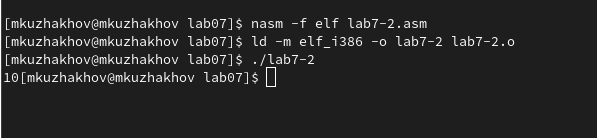 [mkuzhakhov@mkuzhakhov lab07]$ nasm -f elf lab7-2.asm
[mkuzhakhov@mkuzhakhov lab07]$ ld -m elf_i386 -o lab7-2 lab7-2.o
[mkuzhakhov@mkuzhakhov lab07]$ ./lab7-2
10[mkuzhakhov@mkuzhakhov lab07]$